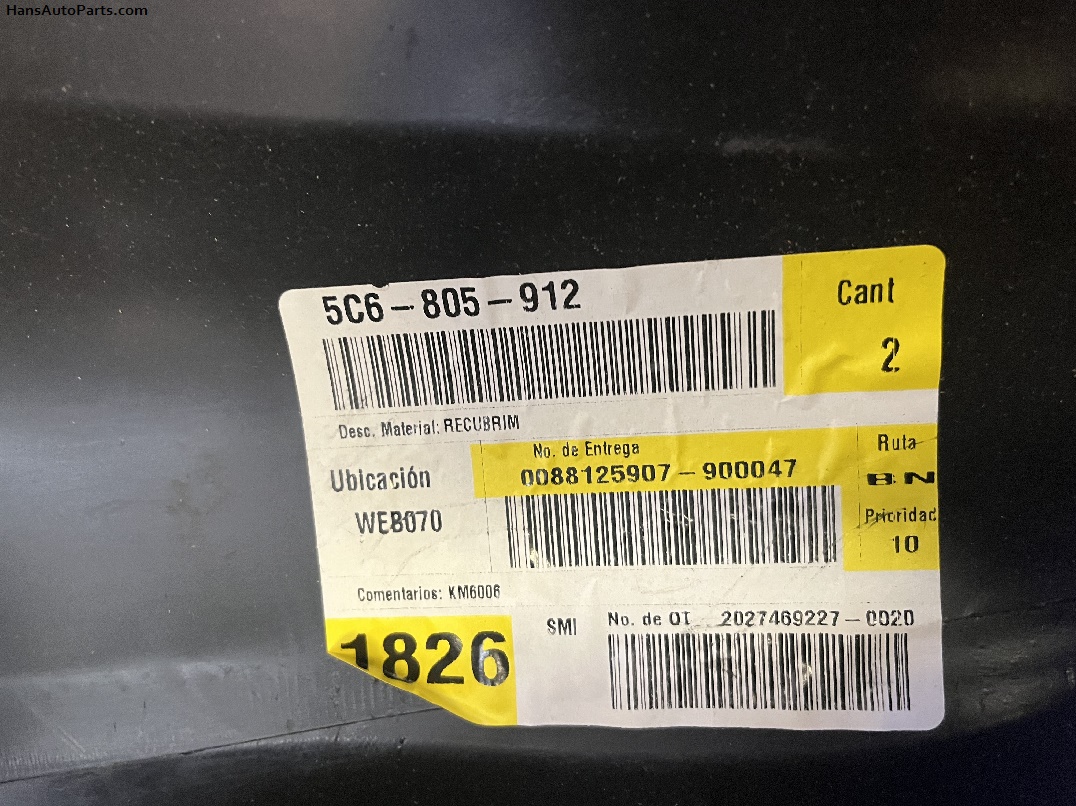 HansAutoParts.com
5C6-805-912
Cant
2
Desc. Material: RECUBRIM
Ubicación
WEB070
No. de Entrega
0088125907-900047
Ruta
BN
Prioridad
10
Comentarios: KM6006
1826
SMI
No. de OT 2027469227-0020